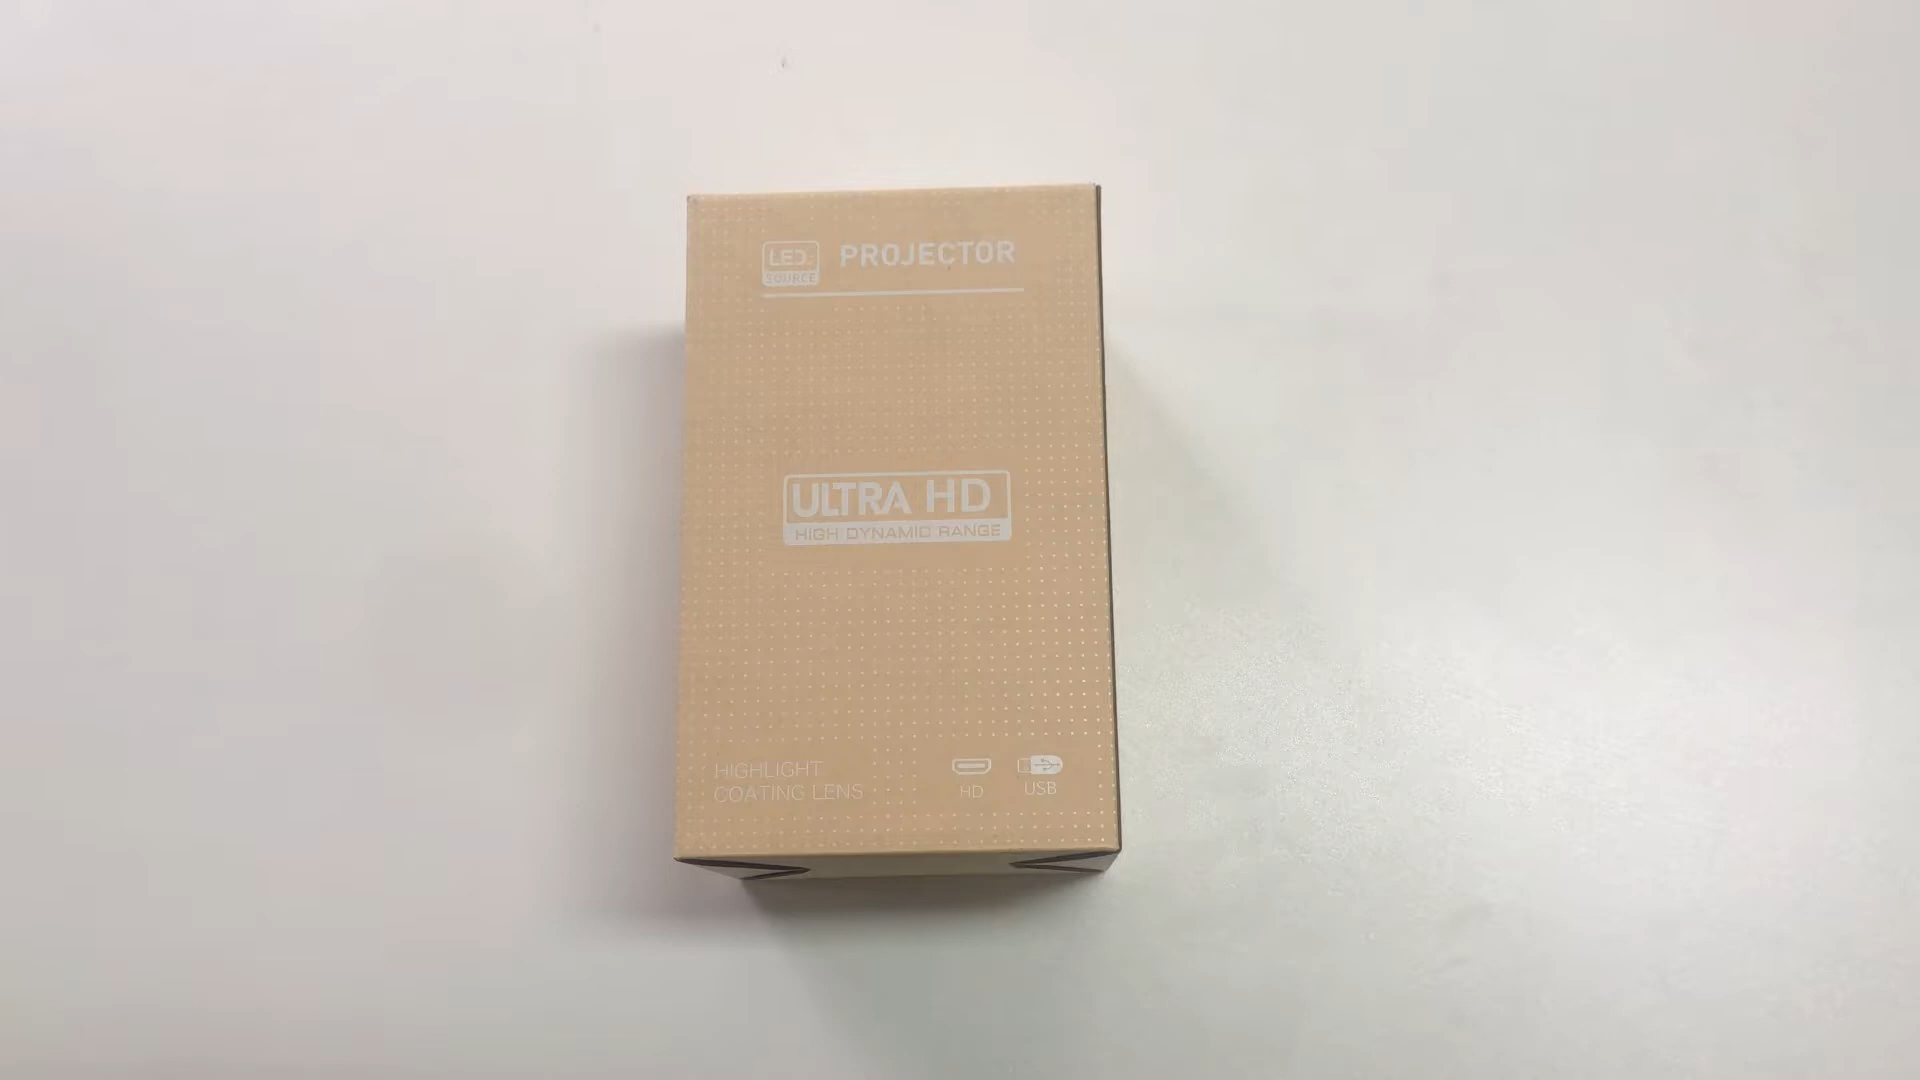 LED
SOURCE
PROJECTOR
ULTRA HD
HIGH DYNAMIC RANGE
HIGHLIGHT
COATING LENS
HD
USB